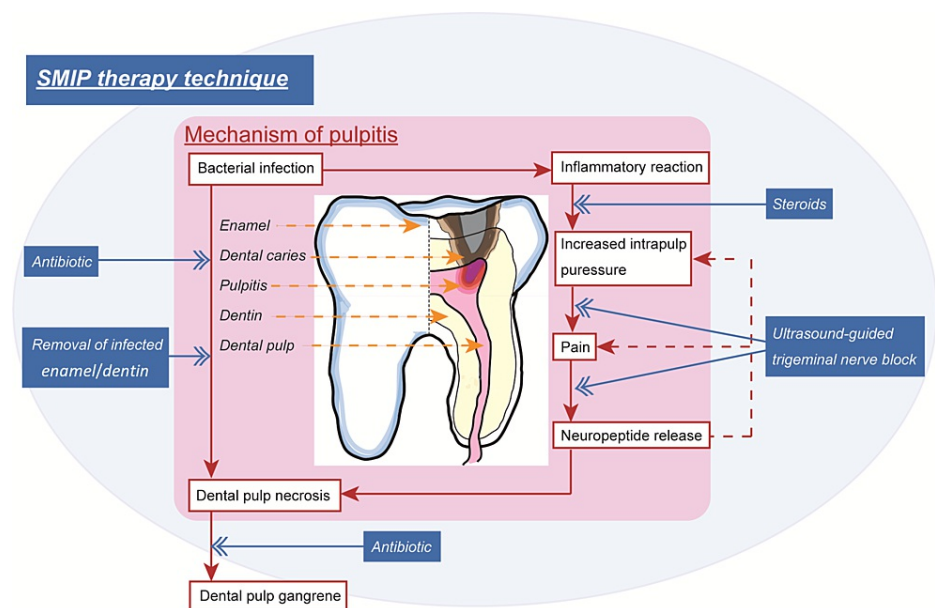 SMIP therapy technique
Mechanism of pulpitis
Bacterial infection
Inflammatory reaction
Steroids
Enamel
Dental caries
Pulpitis
Dentin
Dental pulp
Antibiotic
Increased intrapulp
puressure
Removal of infected
enamel/dentin
Pain
Ultrasound-guided
trigeminal nerve block
Neuropeptide release
Dental pulp necrosis
Antibiotic
Dental pulp gangrene